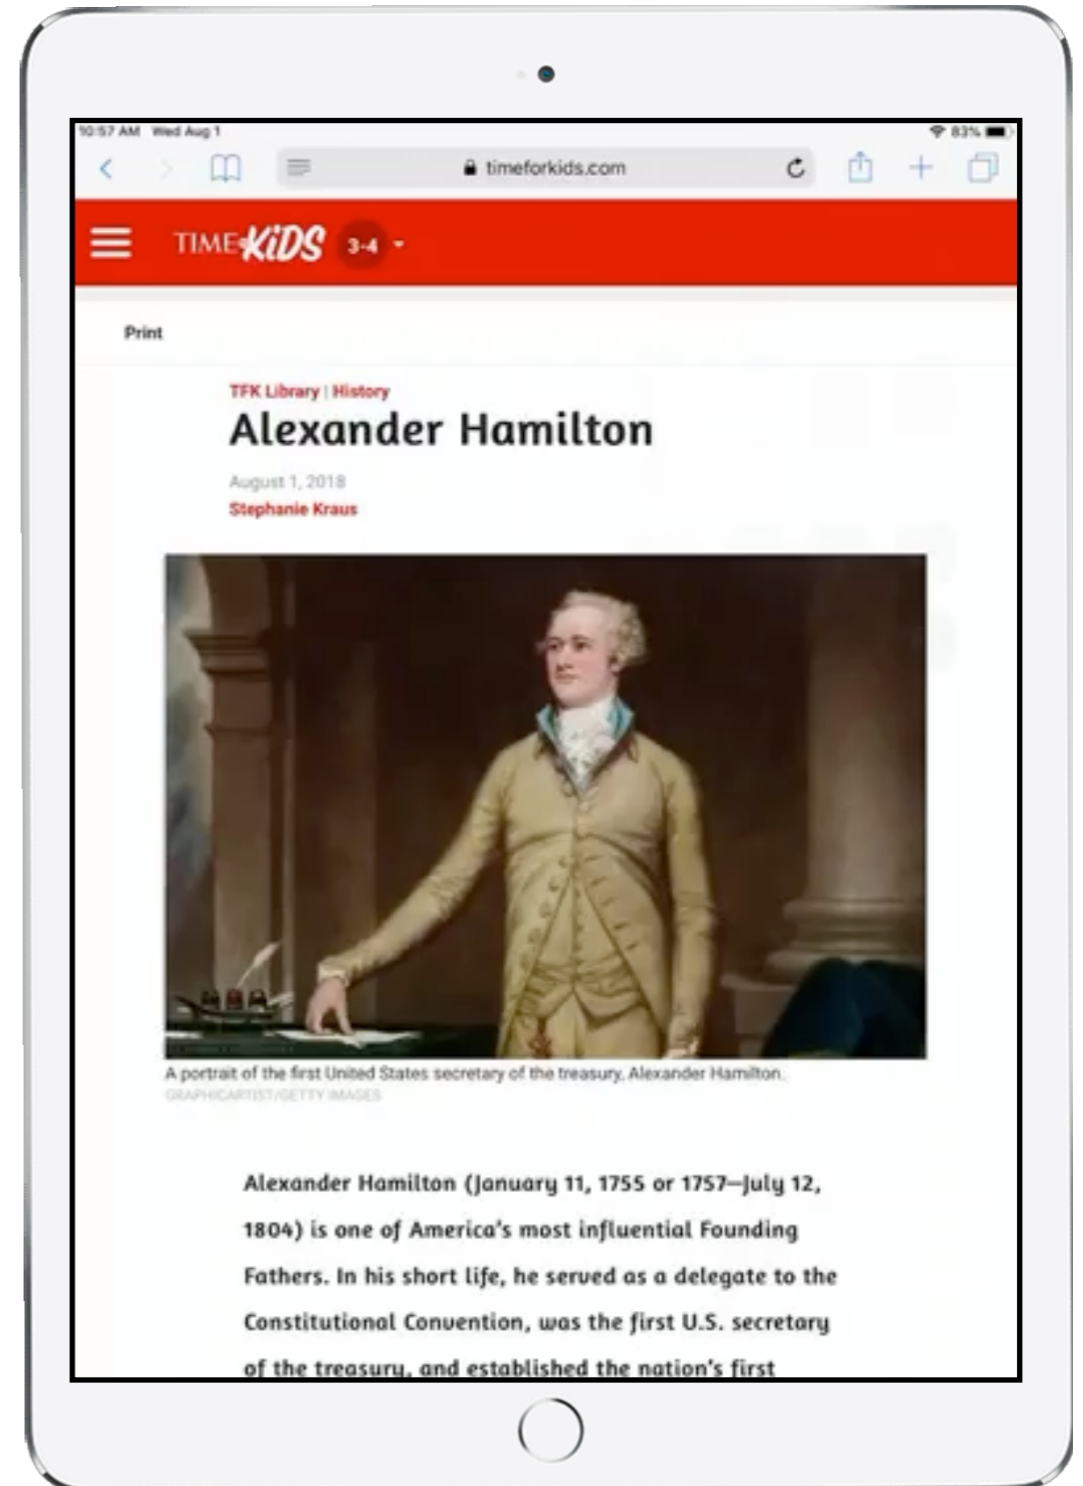 10:57 AM Wed Aug 1 83%
timeforkids.com
TIME for KiDS 3-4
Print
TFK Library | History
Alexander Hamilton
August 1, 2018
Stephanie Kraus
A portrait of the first United States secretary of the treasury, Alexander Hamilton.
GRAPHICAARTIST/GETTY IMAGES
Alexander Hamilton (January 11, 1755 or 1757—July 12,
1804) is one of America's most influential Founding
Fathers. In his short life, he served as a delegate to the
Constitutional Convention, was the first U.S. secretary
of the treasury, and established the nation's first